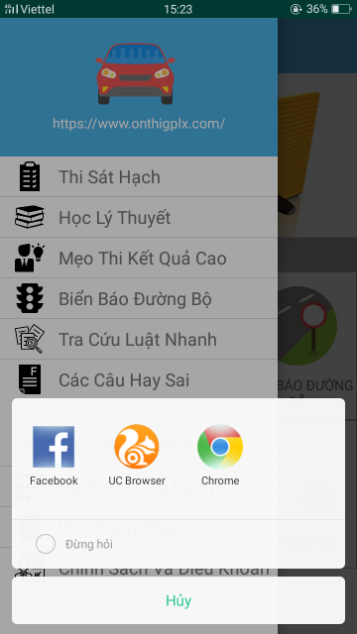 Viettel 15:23 36%
https://www.onthigplx.com/
Thi Sát Hạch
Học Lý Thuyết
Mẹo Thi Kết Quả Cao
Biển Báo Đường Bộ
Tra Cứu Luật Nhanh
Các Câu Hay Sai
BÁO ĐƯỜNG
Facebook UC Browser Chrome
Đừng hỏi
Chính Sách Và Điều Khoản
Hủy